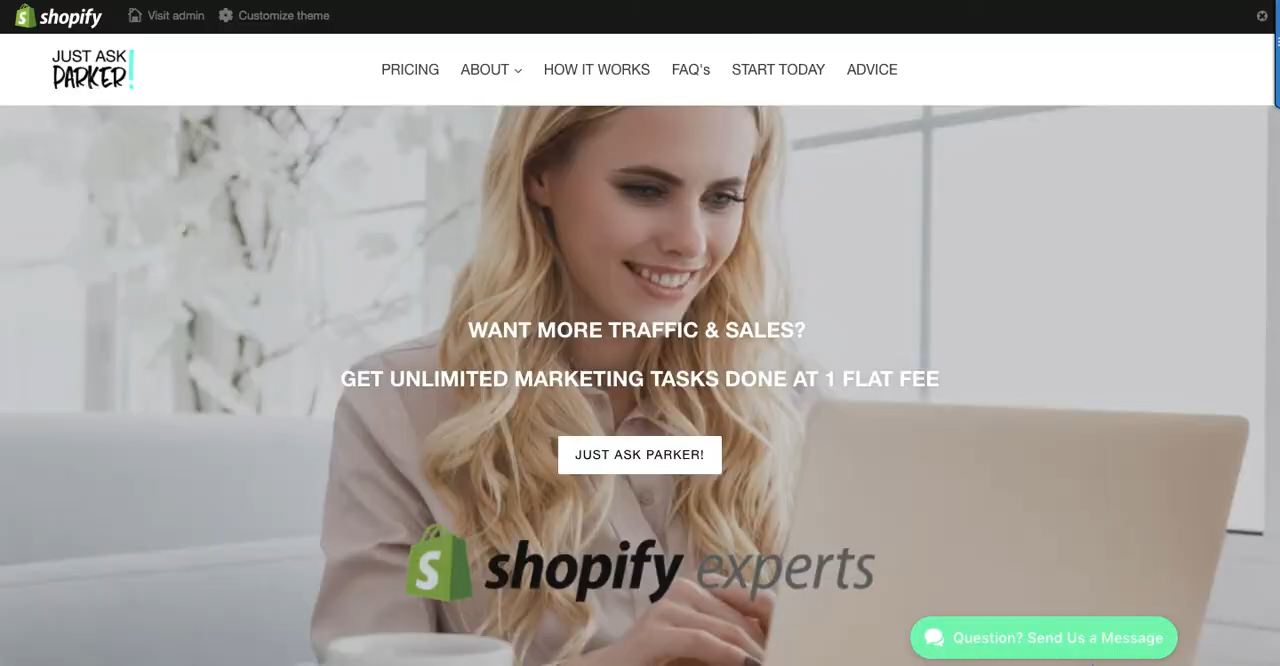 shopify Visit admin Customize theme
JUST ASK
PARKER!
PRICING ABOUT HOW IT WORKS FAQ's START TODAY ADVICE
WANT MORE TRAFFIC & SALES?
GET UNLIMITED MARKETING TASKS DONE AT 1 FLAT FEE
JUST ASK PARKER!
shopify experts
Question? Send Us a Message